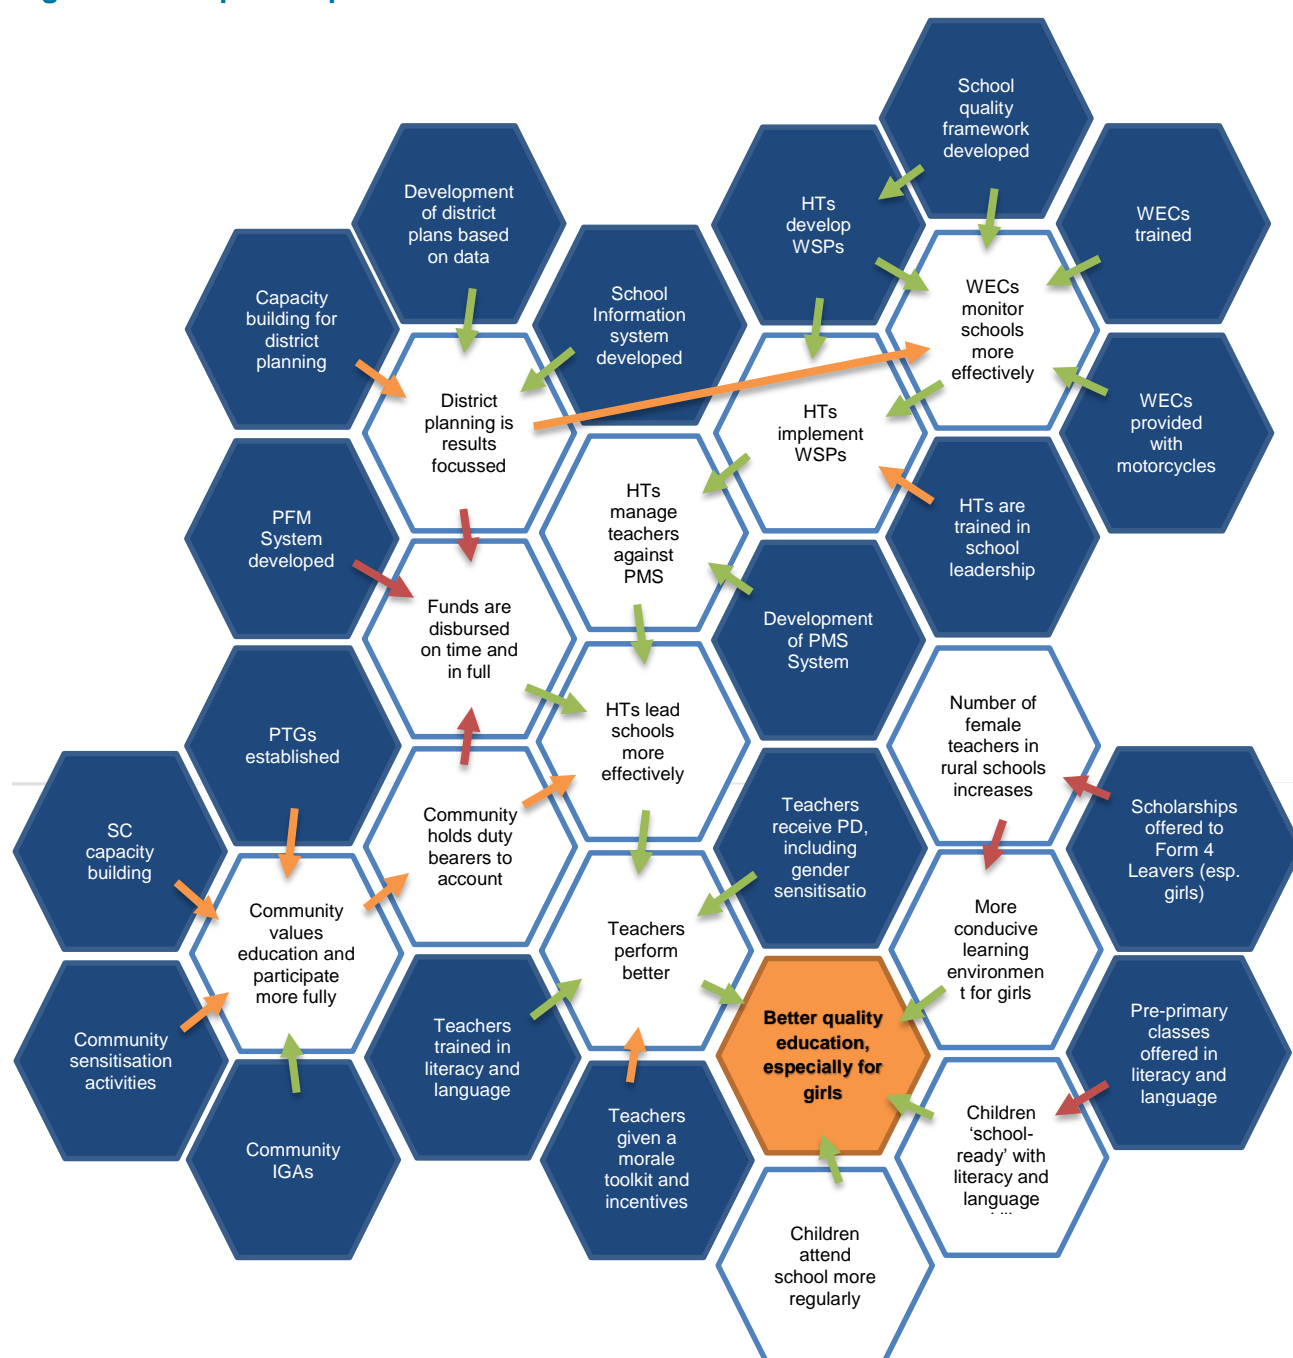 School
quality
framework
developed
Development
of district
plans based
on data
HTs
develop
WSPs
WECs
trained
Capacity
building for
district
planning
School
Information
system
developed
WECs
monitor
schools
more
effectively
District
planning is
results
focussed
HTs
implement
WSPs
WECs
provided
with
motorcycles
PFM
System
developed
HTs
manage
teachers
against
PMS
HTs are
trained in
school
leadership
Funds are
disbursed
on time and
in full
Development
of PMS
System
PTGs
established
HTs lead
schools
more
effectively
Number of
female
teachers in
rural schools
increases
SC
capacity
building
Community
holds duty
bearers to
account
Teachers
receive PD,
including
gender
sensitisatio
Scholarships
offered to
Form 4
Leavers (esp.
girls)
Community
values
education and
participate
more fully
Teachers
perform
better
More
conducive
learning
environmen
t for girls
Community
sensitisation
activities
Teachers
trained in
literacy and
language
Better quality
education,
especially for
girls
Pre-primary
classes
offered in
literacy and
language
Community
IGAs
Teachers
given a
morale
toolkit and
incentives
Children
‘school-
ready’ with
literacy and
language
Children
attend
school more
regularly